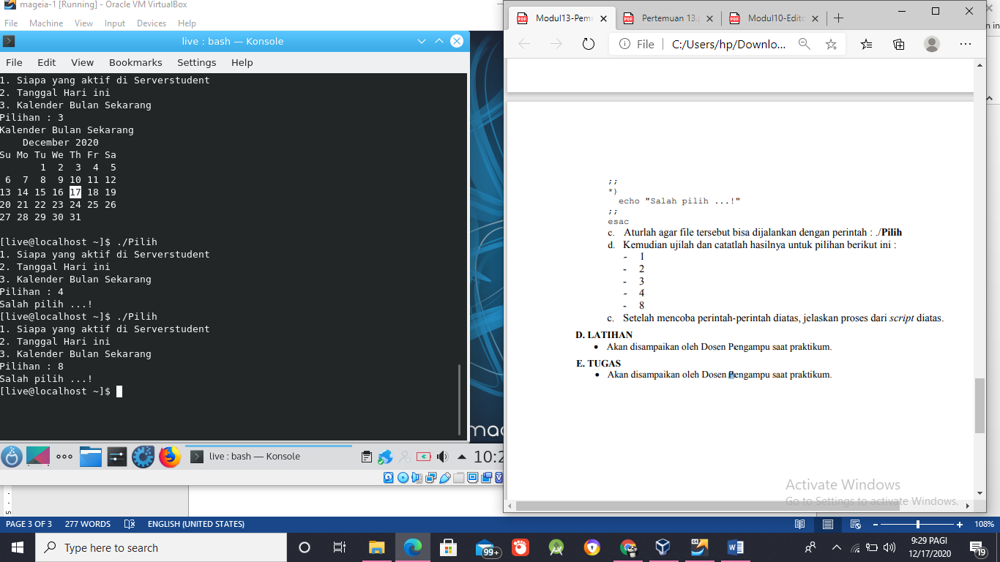 mageia-1 [Running] - Oracle VM VirtualBox
File Machine View Input Devices Help
live : bash — Konsole
File Edit View Bookmarks Settings Help
1. Siapa yang aktif di Serverstudent
2. Tanggal Hari ini
3. Kalender Bulan Sekarang
Pilihan : 3
Kalender Bulan Sekarang
December 2020
Su Mo Tu We Th Fr Sa
1 2 3 4 5
6 7 8 9 10 11 12
13 14 15 16 17 18 19
20 21 22 23 24 25 26
27 28 29 30 31
[live@localhost ~]$ ./Pilih
1. Siapa yang aktif di Serverstudent
2. Tanggal Hari ini
3. Kalender Bulan Sekarang
Pilihan : 4
Salah pilih ...!
[live@localhost ~]$ ./Pilih
1. Siapa yang aktif di Serverstudent
2. Tanggal Hari ini
3. Kalender Bulan Sekarang
Pilihan : 8
Salah pilih ...!
[live@localhost ~]$
mag
live : bash — Konsole
10:2
Modul13-Pem
Pertemuan 13.
Modul10-Edito
File C:/Users/hp/Downlo...
n in
;;
*)
echo "Salah pilih ...!"
;;
esac
c. Aturlah agar file tersebut bisa dijalankan dengan perintah : ./Pilih
d. Kemudian ujilah dan catatlah hasilnya untuk pilihan berikut ini :
- 1
- 2
- 3
- 4
- 8
c. Setelah mencoba perintah-perintah diatas, jelaskan proses dari script diatas.
D. LATIHAN
• Akan disampaikan oleh Dosen Pengampu saat praktikum.
E. TUGAS
• Akan disampaikan oleh Dosen Pengampu saat praktikum.
Activate Windows
Go to Settings to activate Windows.
PAGE 3 OF 3 277 WORDS ENGLISH (UNITED STATES) 108%
Type here to search
99+
9:29 PAGI
12/17/2020
19